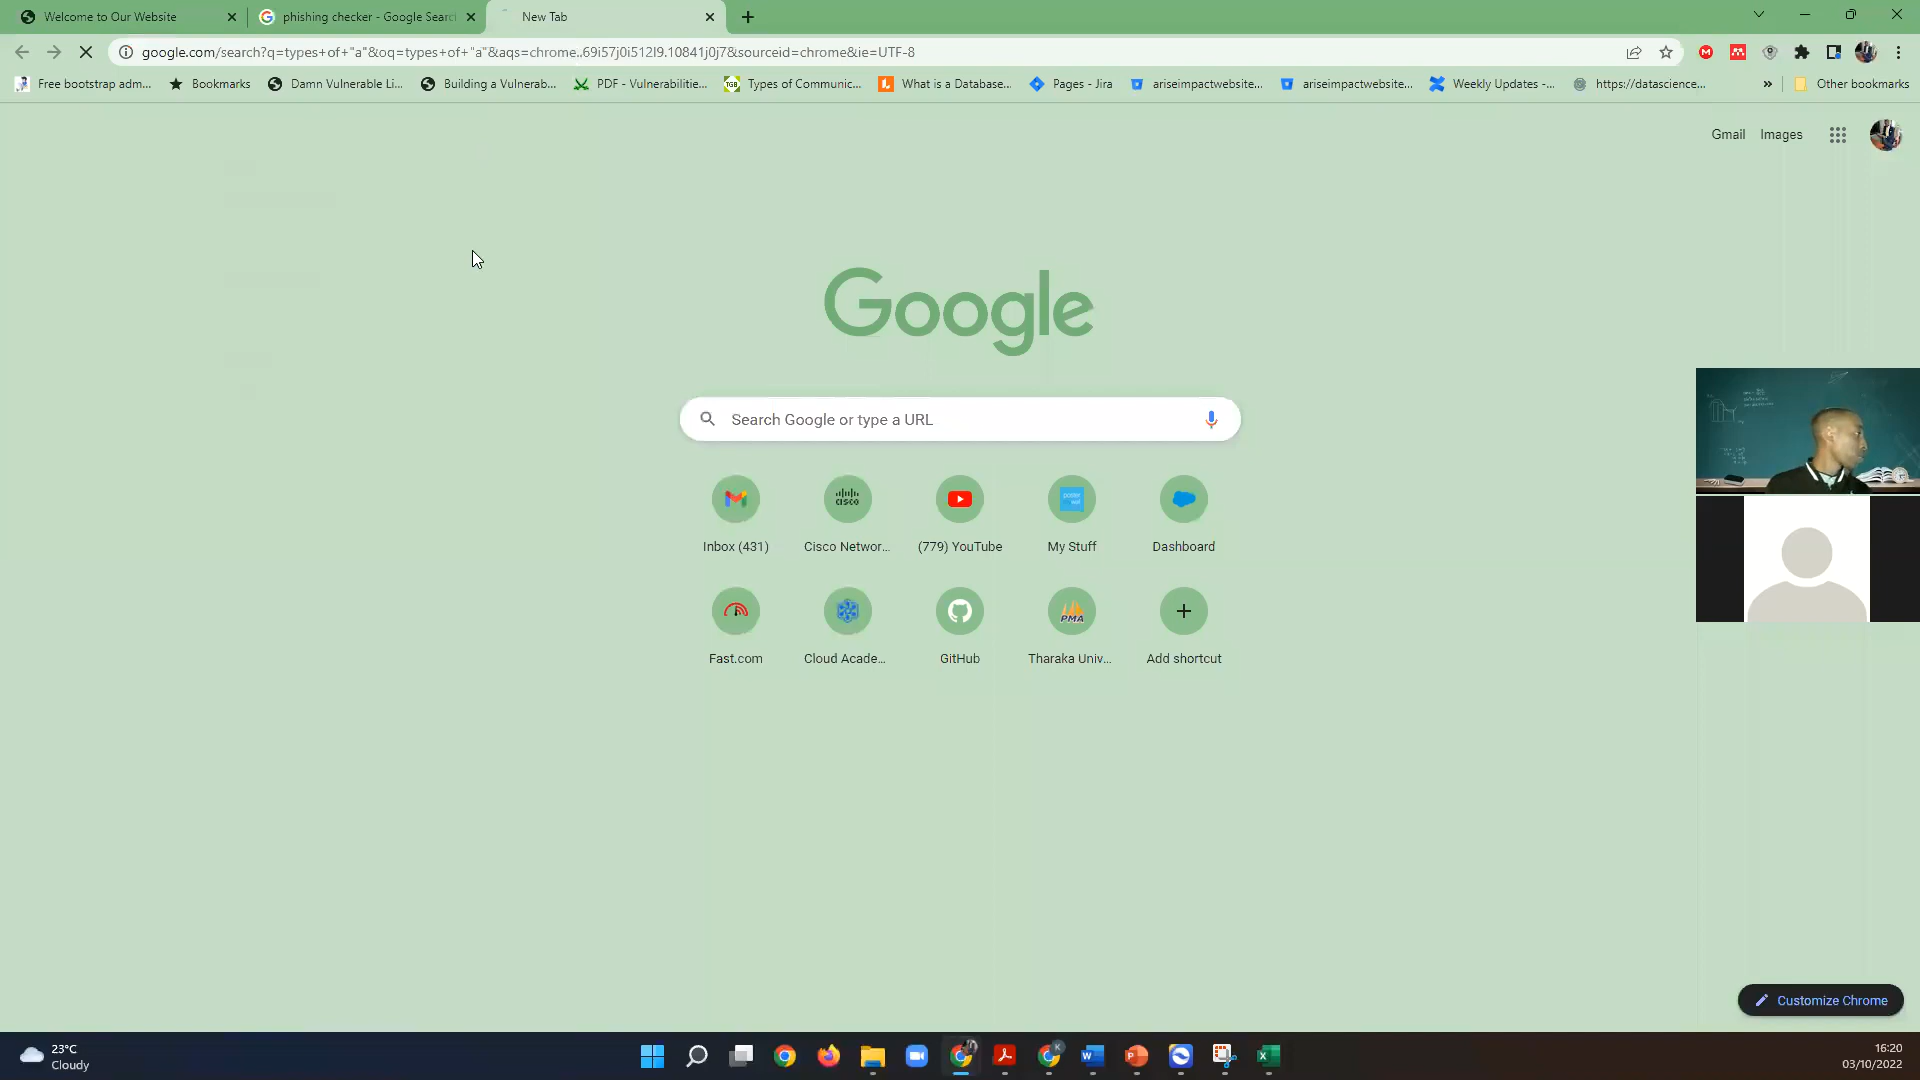 Welcome to Our Website
phishing checker - Google Searc
New Tab
google.com/search?q=types+of+"a"&oq=types+of+"a"&aqs=chrome..69i57j0i512l9.10841j0j7&sourceid=chrome&ie=UTF-8
Free bootstrap adm...
Bookmarks
Damn Vulnerable Li...
Building a Vulnerab...
PDF - Vulnerabilitie...
TGB
Types of Communic...
What is a Database...
Pages - Jira
ariseimpactwebsite...
ariseimpactwebsite...
Weekly Updates -...
https://datascience...
»
Other bookmarks
Gmail
Images
Google
Search Google or type a URL
Inbox (431)
Cisco Networ...
(779) YouTube
My Stuff
Dashboard
Fast.com
Cloud Acade...
GitHub
Tharaka Univ...
Add shortcut
Customize Chrome
23°C
Cloudy
16:20
03/10/2022